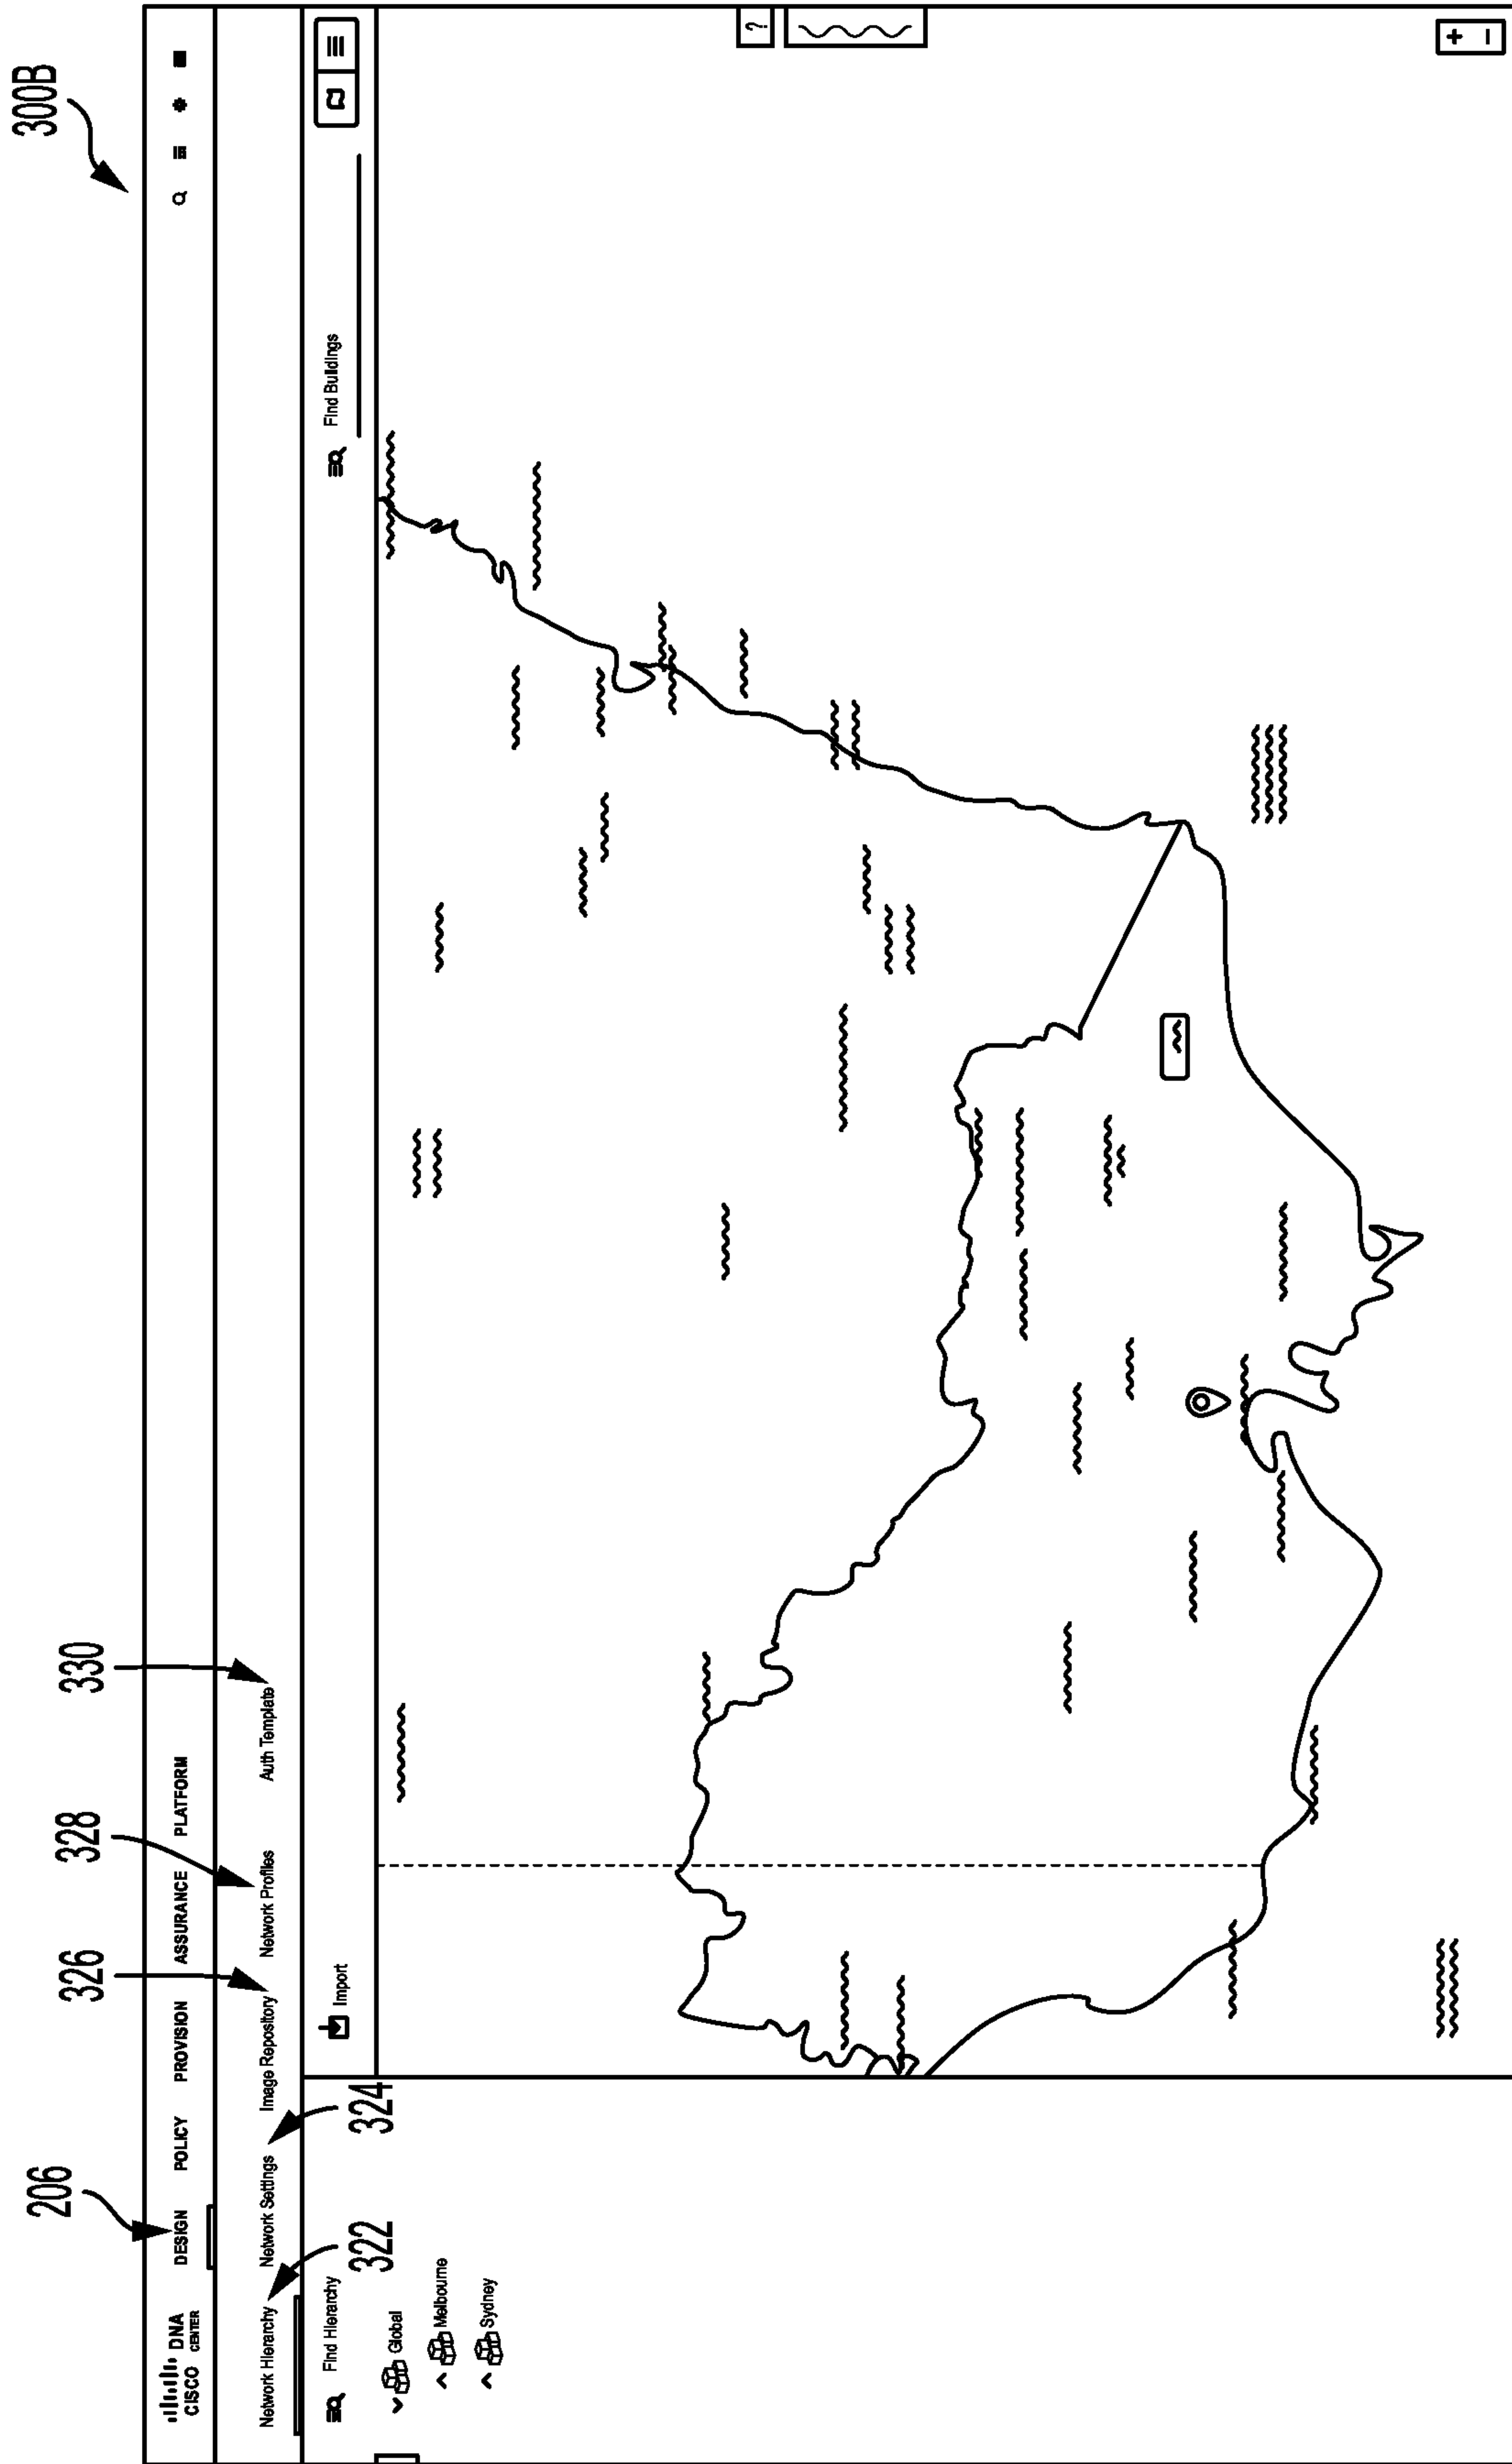 300B
206
326
328
330
CISCO
DNA
CENTER
DESIGN
POLICY
PROVISION
ASSURANCE
PLATFORM
Network Hierarchy
Network Settings
Image Repository
Network Profiles
Auth Template
322
324
Find Hierarchy
Import
Find Buildings
Global
Melbourne
Sydney
?
+
−